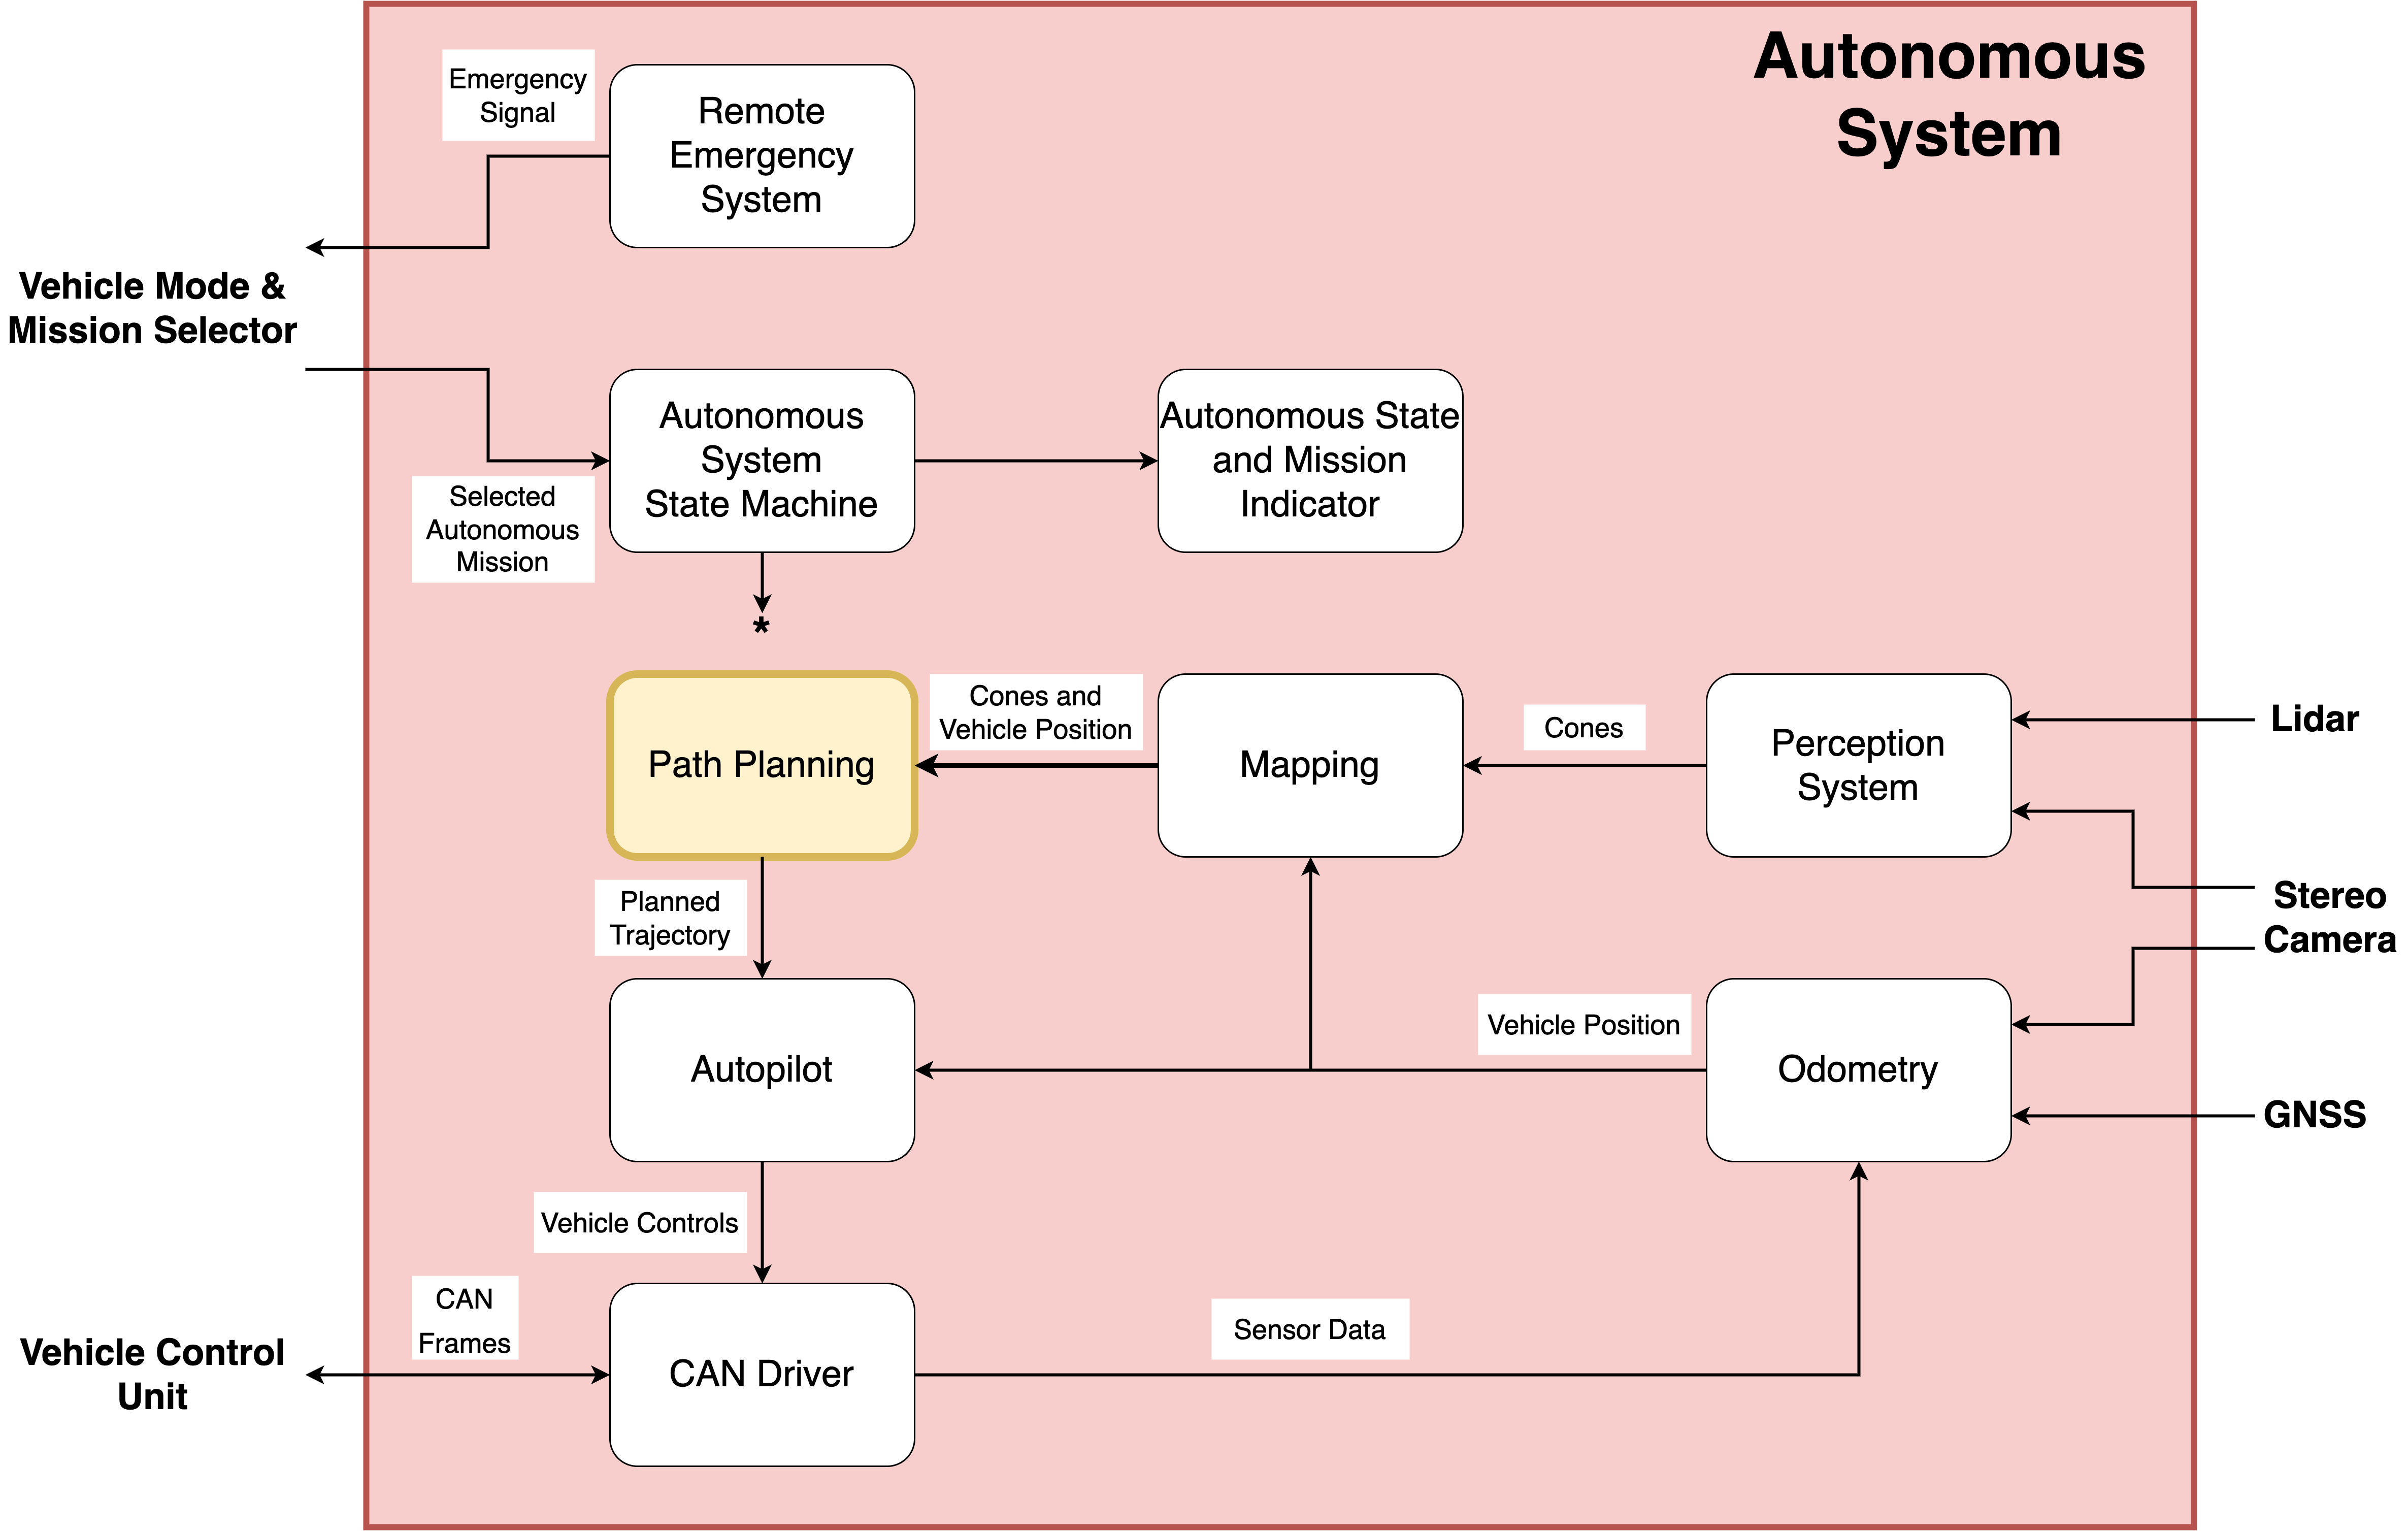 Autonomous
System
Emergency
Signal
Remote
Emergency
System
Vehicle Mode &
Mission Selector
Autonomous
System
State Machine
Autonomous State
and Mission
Indicator
Selected
Autonomous
Mission
*
Path Planning
Cones and
Vehicle Position
Mapping
Cones
Perception
System
Lidar
Stereo
Camera
Planned
Trajectory
Autopilot
Vehicle Position
Odometry
GNSS
Vehicle Controls
CAN
Frames
Vehicle Control
Unit
CAN Driver
Sensor Data